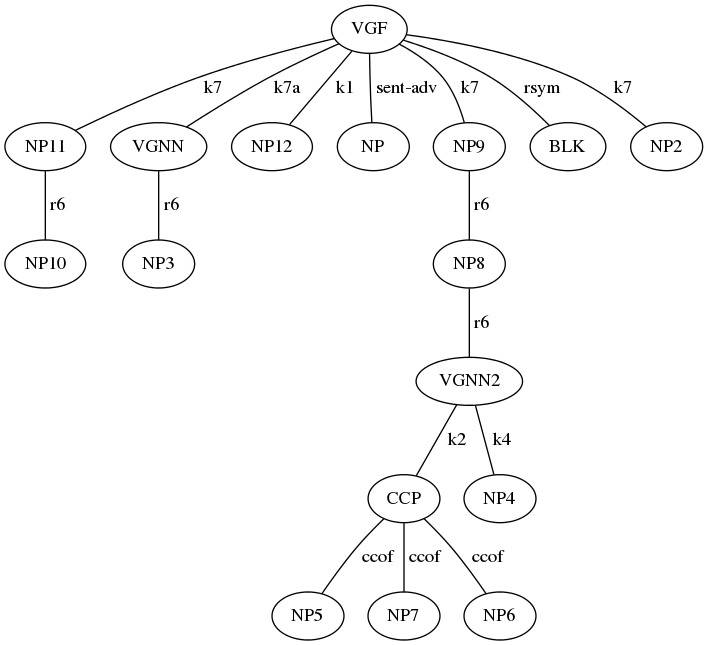 VGF
k7 k7a k1 sent-adv k7 rsym k7
NP11 VGNN NP12 NP NP9 BLK NP2
r6 r6 r6
NP10 NP3 NP8
r6
VGNN2
k2 k4
CCP NP4
ccof ccof ccof
NP5 NP7 NP6